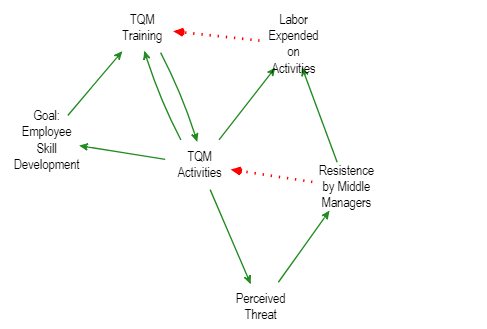 TQM
Training
Labor
Expended
on
Activities
Goal:
Employee
Skill
Development
TQM
Activities
Resistence
by Middle
Managers
Perceived
Threat